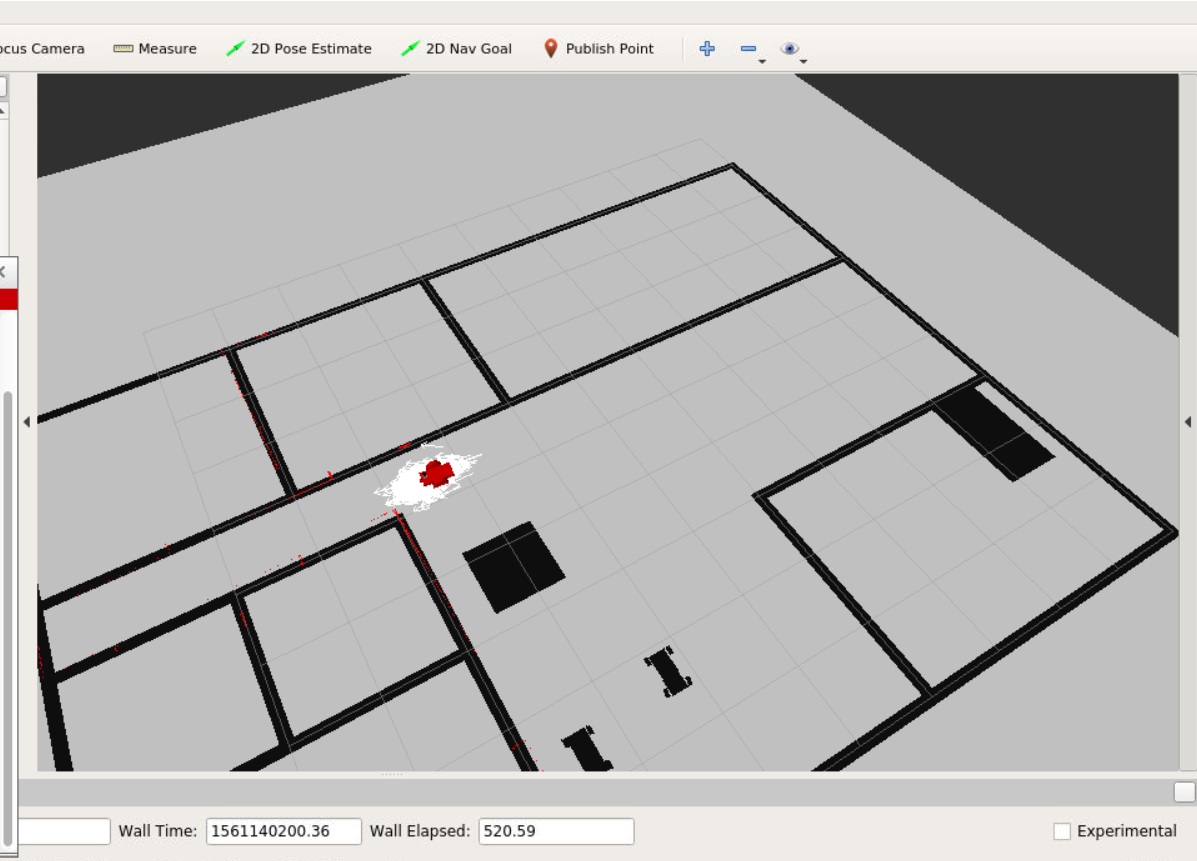 ocus Camera Measure 2D Pose Estimate 2D Nav Goal Publish Point
Wall Time: 1561140200.36 Wall Elapsed: 520.59 Experimental